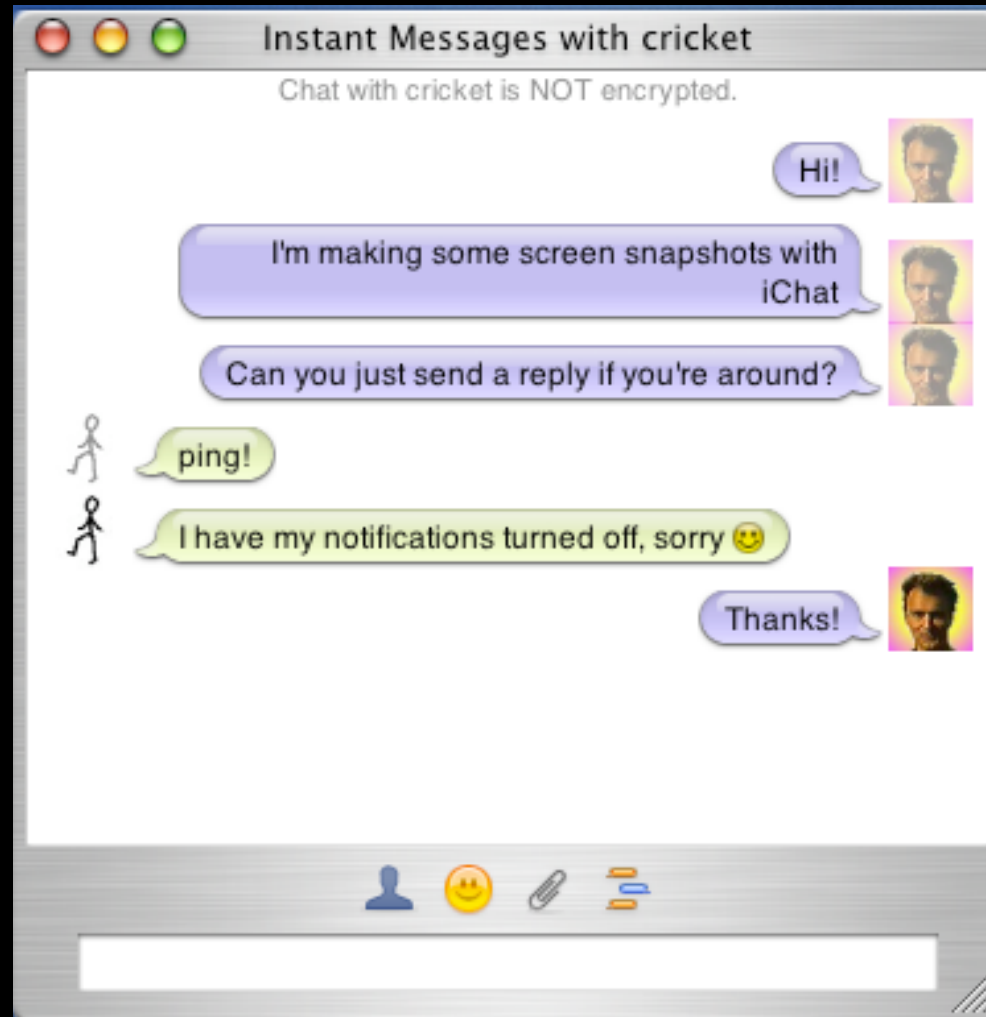 Instant Messages with cricket
Chat with cricket is NOT encrypted.
Hi!
I'm making some screen snapshots with
iChat
Can you just send a reply if you're around?
ping!
I have my notifications turned off, sorry
Thanks!